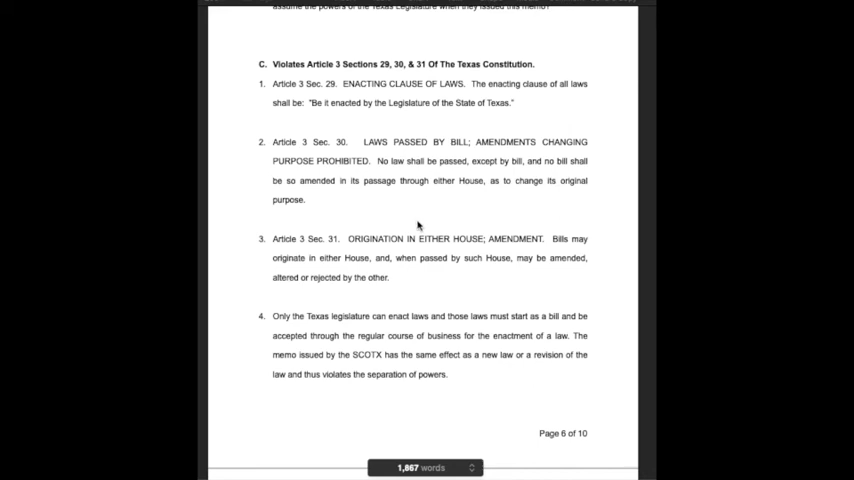 assume the powers of the Texas Legislature when they issued this memo?
C. Violates Article 3 Sections 29, 30, & 31 Of The Texas Constitution.
1. Article 3 Sec. 29. ENACTING CLAUSE OF LAWS. The enacting clause of all laws
shall be: "Be it enacted by the Legislature of the State of Texas."
2. Article 3 Sec. 30. LAWS PASSED BY BILL; AMENDMENTS CHANGING
PURPOSE PROHIBITED. No law shall be passed, except by bill, and no bill shall
be so amended in its passage through either House, as to change its original
purpose.
3. Article 3 Sec. 31. ORIGINATION IN EITHER HOUSE; AMENDMENT. Bills may
originate in either House, and, when passed by such House, may be amended,
altered or rejected by the other.
4. Only the Texas legislature can enact laws and those laws must start as a bill and be
accepted through the regular course of business for the enactment of a law. The
memo issued by the SCOTX has the same effect as a new law or a revision of the
law and thus violates the separation of powers.
Page 6 of 10
1,867 words